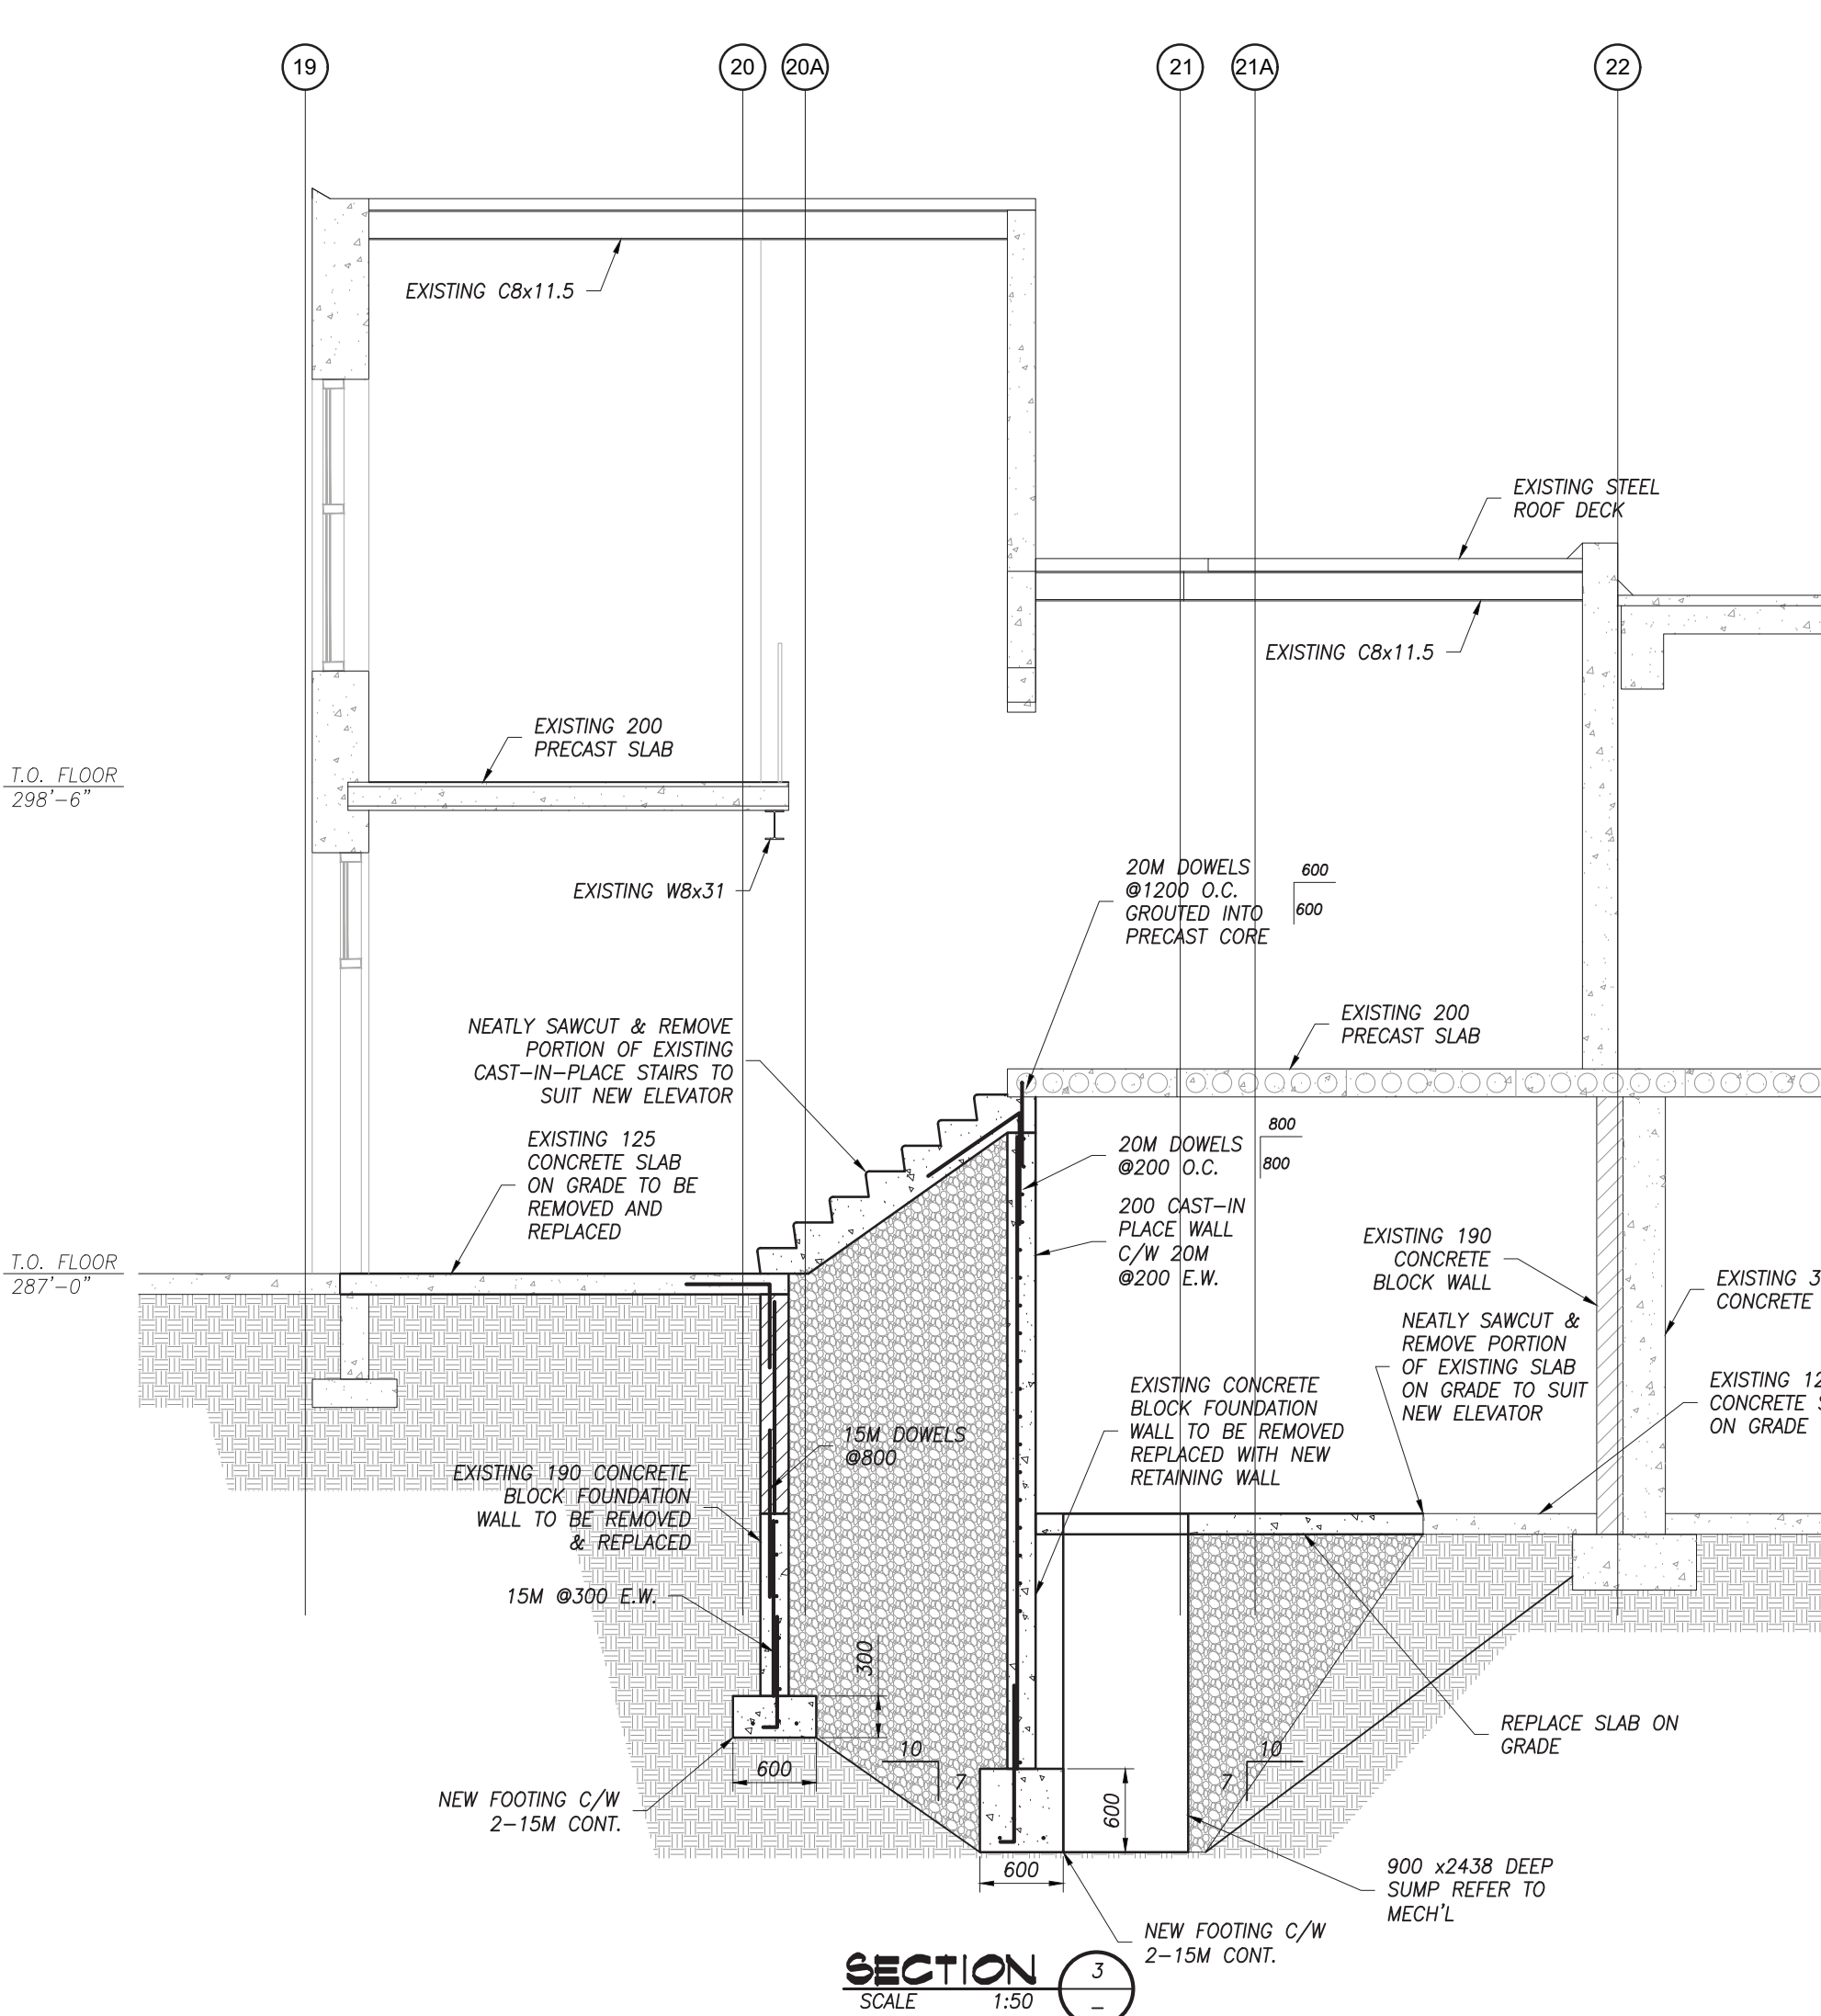 19
20
20A
21
21A
22
EXISTING C8x11.5
EXISTING STEEL
ROOF DECK
EXISTING C8x11.5
EXISTING 200
PRECAST SLAB
T.O. FLOOR
298'-6"
EXISTING W8x31
20M DOWELS
@1200 O.C.
GROUTED INTO
PRECAST CORE
600
600
NEATLY SAWCUT & REMOVE
PORTION OF EXISTING
CAST-IN-PLACE STAIRS TO
SUIT NEW ELEVATOR
EXISTING 200
PRECAST SLAB
EXISTING 125
CONCRETE SLAB
ON GRADE TO BE
REMOVED AND
REPLACED
20M DOWELS
@200 O.C.
800
800
200 CAST-IN
PLACE WALL
C/W 20M
@200 E.W.
T.O. FLOOR
287'-0"
EXISTING 190
CONCRETE
BLOCK WALL
EXISTING 3
CONCRETE
NEATLY SAWCUT &
REMOVE PORTION
OF EXISTING SLAB
ON GRADE TO SUIT
NEW ELEVATOR
EXISTING CONCRETE
BLOCK FOUNDATION
WALL TO BE REMOVED
REPLACED WITH NEW
RETAINING WALL
EXISTING 12
CONCRETE
ON GRADE
15M DOWELS
@800
EXISTING 190 CONCRETE
BLOCK FOUNDATION
WALL TO BE REMOVED
& REPLACED
15M @300 E.W.
300
600
10
7
10
7
REPLACE SLAB ON
GRADE
NEW FOOTING C/W
2-15M CONT.
600
600
900 x2438 DEEP
SUMP REFER TO
MECH'L
NEW FOOTING C/W
2-15M CONT.
SECTION
SCALE 1:50
3
-